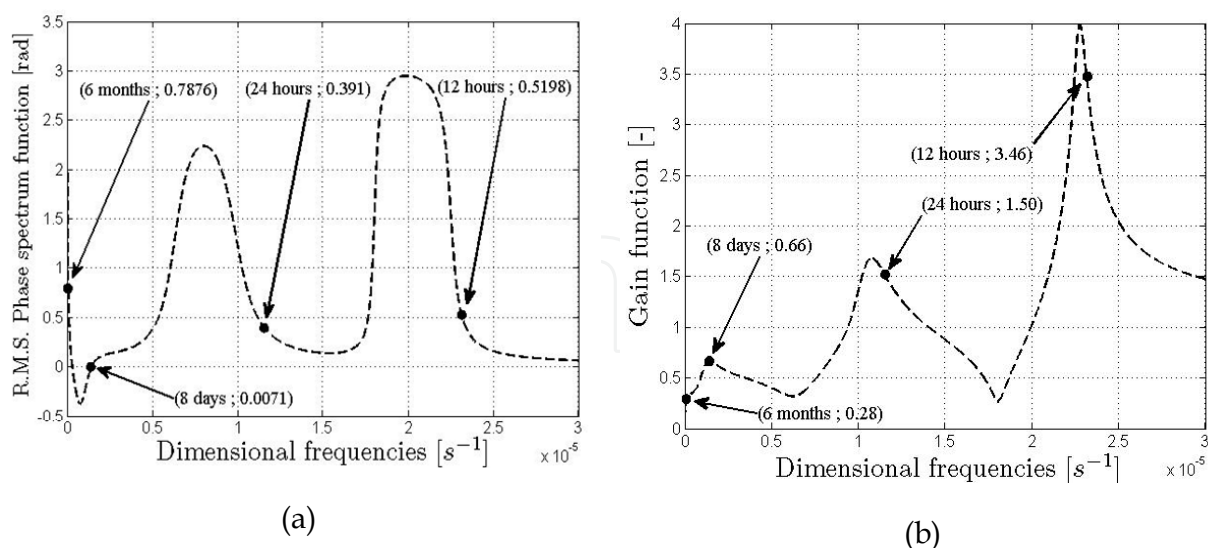 3.5
3
2.5
2
1.5
1
0.5
0
-0.5
R.M.S. Phase spectrum function [rad]
(6 months ; 0.7876)
(24 hours ; 0.391)
(12 hours ; 0.5198)
(8 days ; 0.0071)
0 0.5 1 1.5 2 2.5 3
x 10^-5
Dimensional frequencies [s^{-1}]
(a)
(b)
4
3.5
3
2.5
2
1.5
1
0.5
0
Gain function [-]
(12 hours ; 3.46)
(24 hours ; 1.50)
(8 days ; 0.66)
(6 months ; 0.28)
0 0.5 1 1.5 2 2.5 3
x 10^-5
Dimensional frequencies [s^{-1}]
(b)